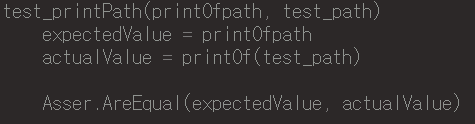 test_printPath(printOfpath, test_path)
    expectedValue = printOfpath
    actualValue = printOf(test_path)

    Asser.AreEqual(expectedValue, actualValue)